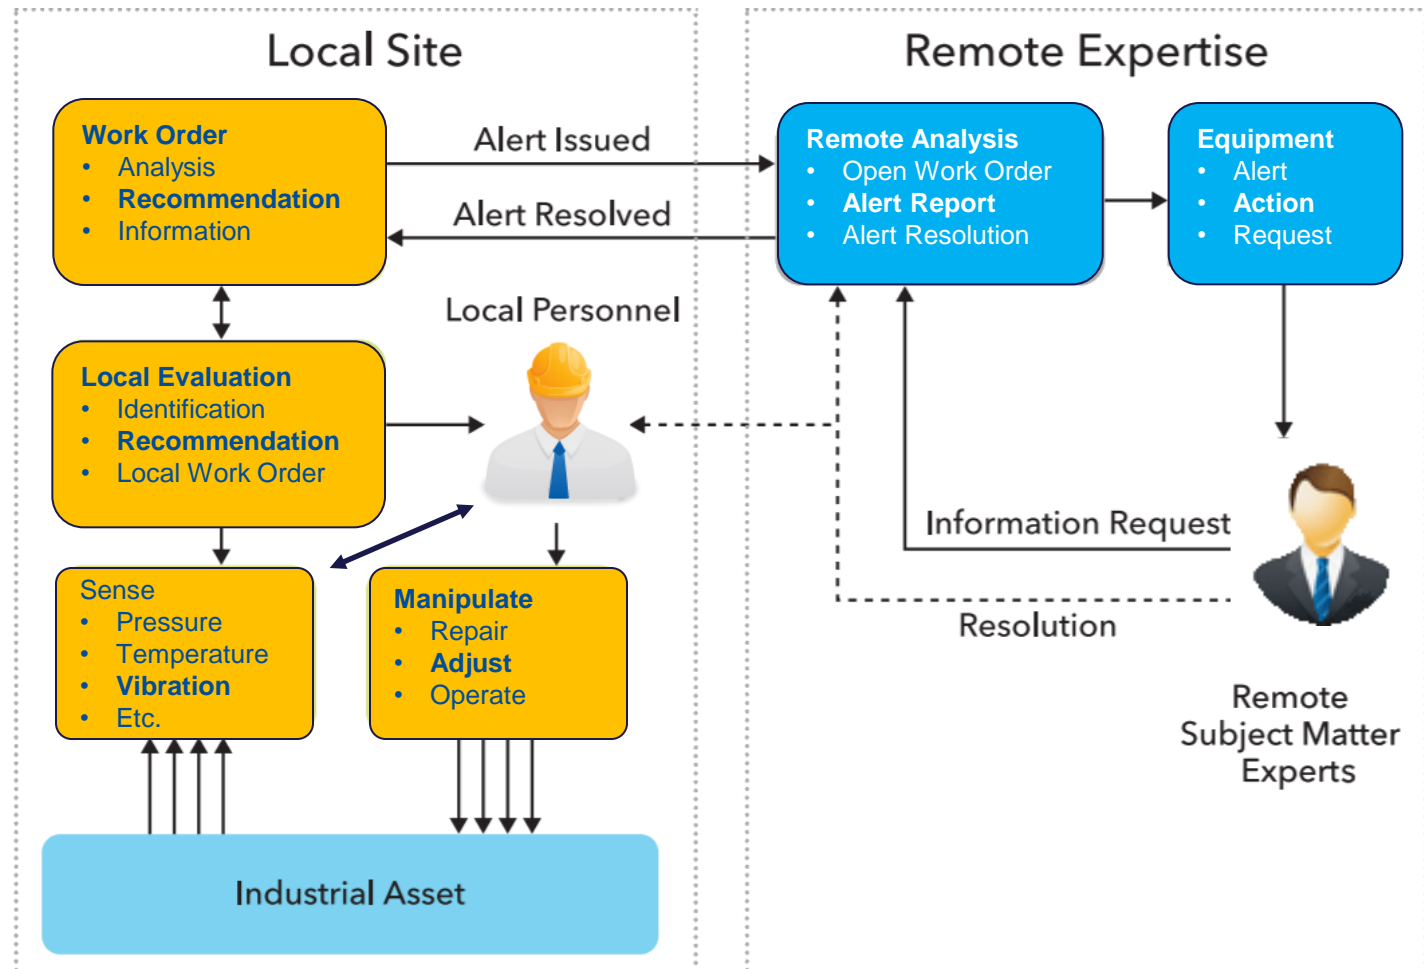 Local Site
Remote Expertise
Work Order
• Analysis
• Recommendation
• Information
Alert Issued
Alert Resolved
Remote Analysis
• Open Work Order
• Alert Report
• Alert Resolution
Equipment
• Alert
• Action
• Request
Local Personnel
Local Evaluation
• Identification
• Recommendation
• Local Work Order
Information Request
Resolution
Remote
Subject Matter
Experts
Sense
• Pressure
• Temperature
• Vibration
• Etc.
Manipulate
• Repair
• Adjust
• Operate
Industrial Asset